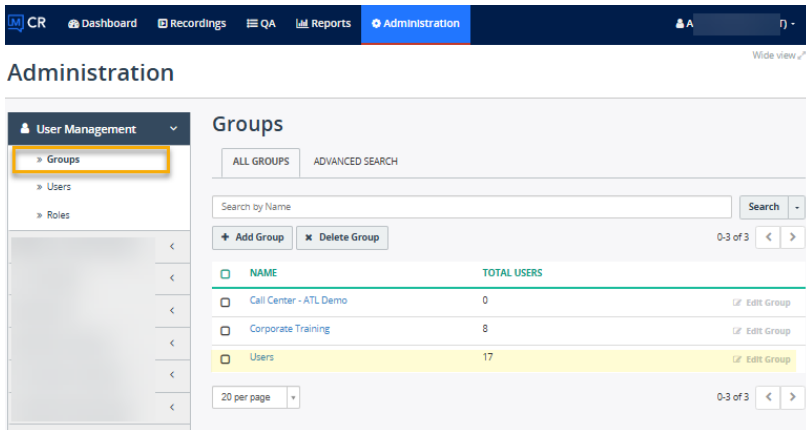 M CR Dashboard Recordings QA Reports Administration A T)
Wide view
Administration
User Management
» Groups
» Users
» Roles
Groups
ALL GROUPS ADVANCED SEARCH
Search by Name Search
+ Add Group × Delete Group 0-3 of 3 < >
NAME TOTAL USERS
Call Center - ATL Demo 0 Edit Group
Corporate Training 8 Edit Group
Users 17 Edit Group
20 per page 0-3 of 3 < >